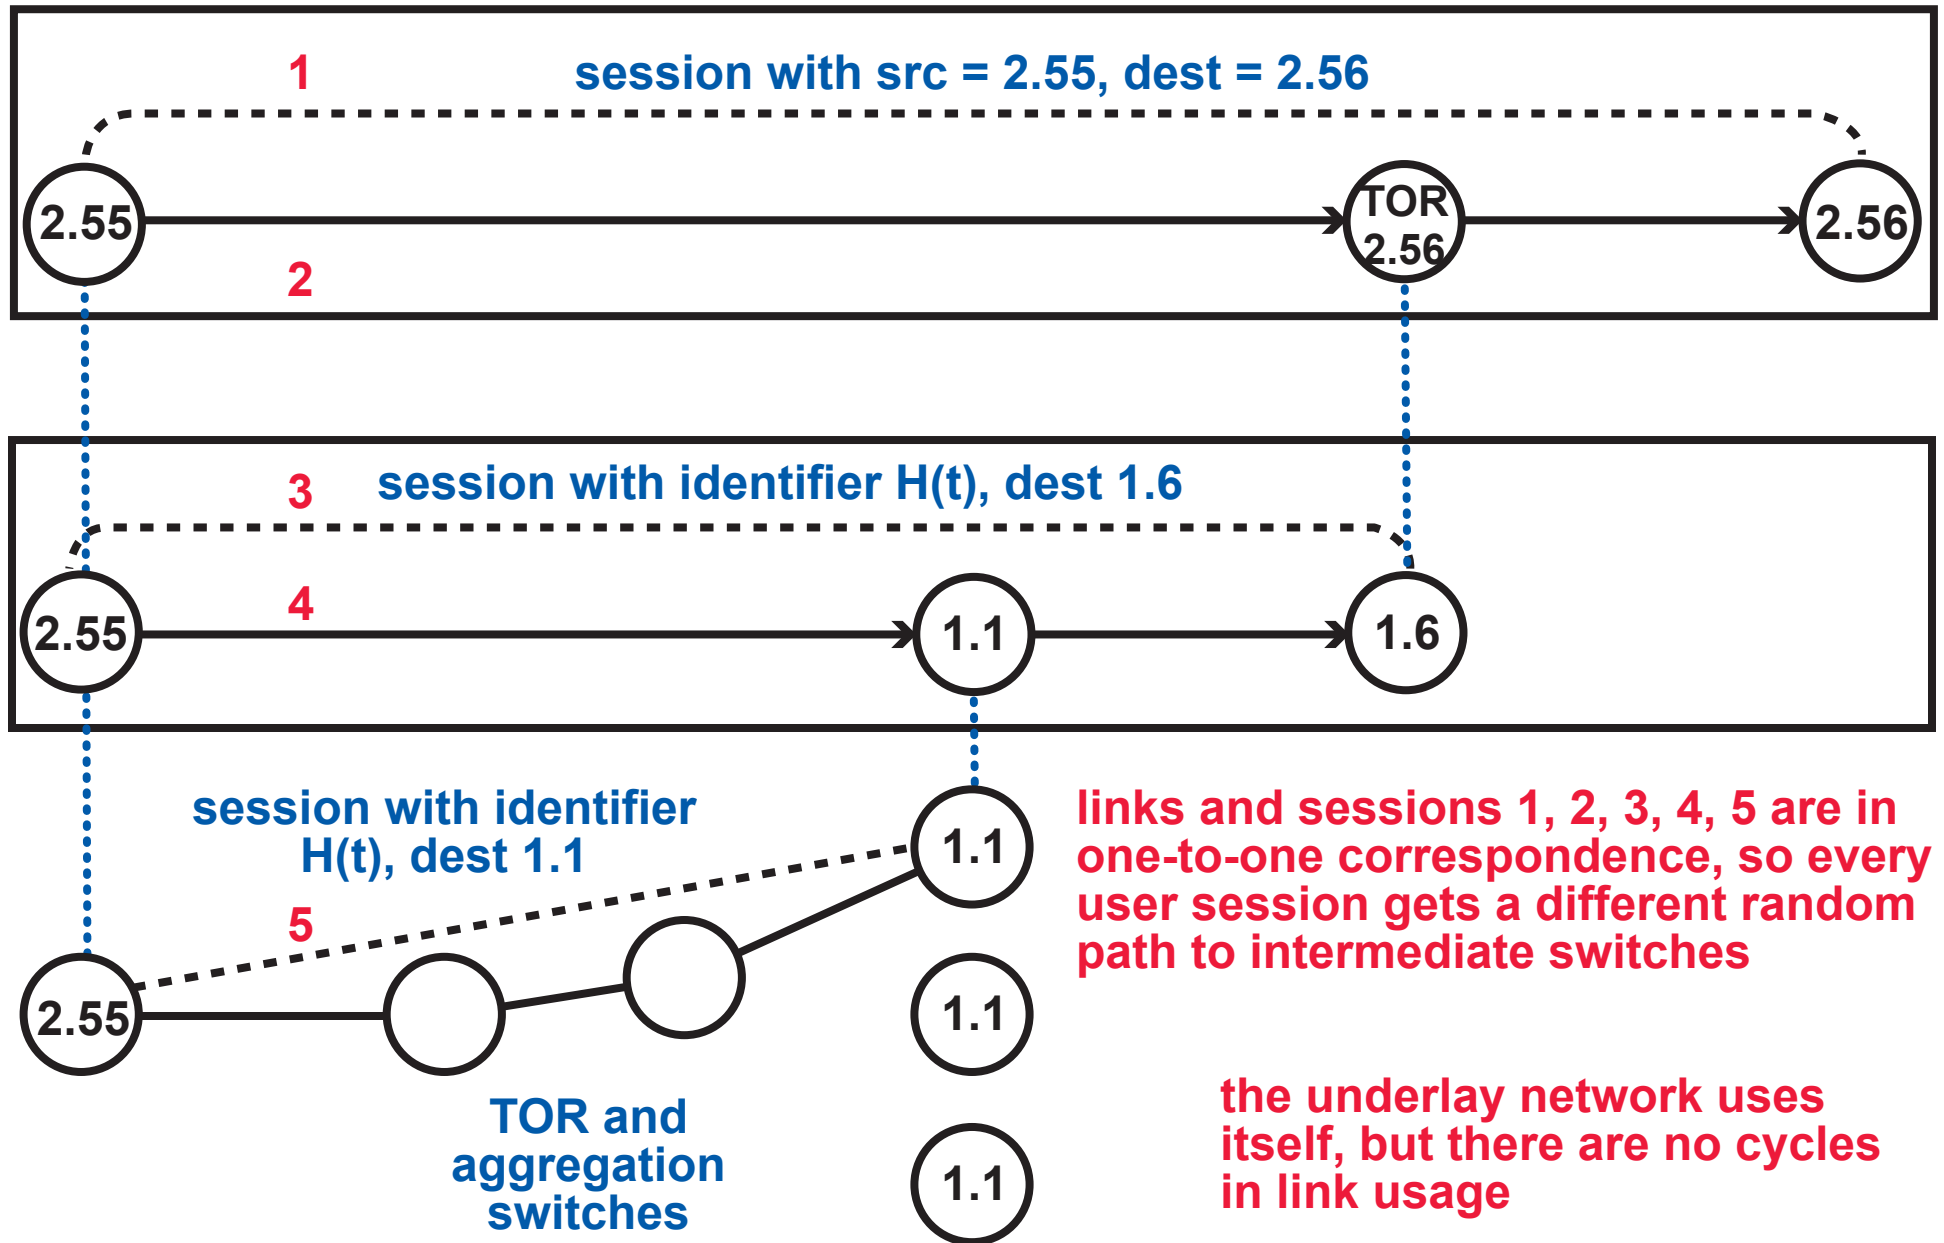 1
session with src = 2.55, dest = 2.56
2.55
TOR
2.56
2.56
2
3
session with identifier H(t), dest 1.6
4
2.55
1.1
1.6
session with identifier
H(t), dest 1.1
5
2.55
1.1
1.1
1.1
TOR and
aggregation
switches
links and sessions 1, 2, 3, 4, 5 are in
one-to-one correspondence, so every
user session gets a different random
path to intermediate switches
the underlay network uses
itself, but there are no cycles
in link usage